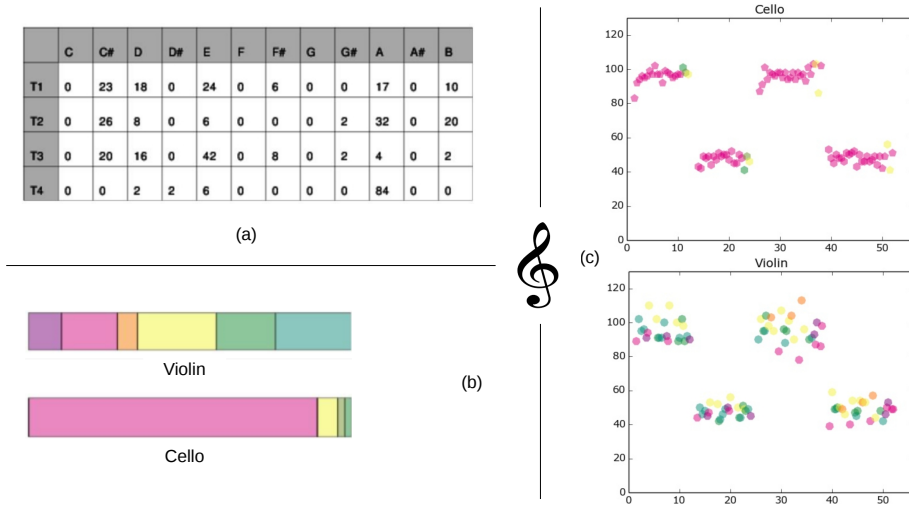 C C# D D# E F F# G G# A A# B
T1 0 23 18 0 24 0 6 0 0 17 0 10
T2 0 26 8 0 6 0 0 0 2 32 0 20
T3 0 20 16 0 42 0 8 0 2 4 0 2
T4 0 0 2 2 6 0 0 0 0 84 0 0
(a)
Violin
Cello
(b)
Cello
120
100
80
60
40
20
0
0 10 20 30 40 50
(c)
Violin
120
100
80
60
40
20
0
0 10 20 30 40 50